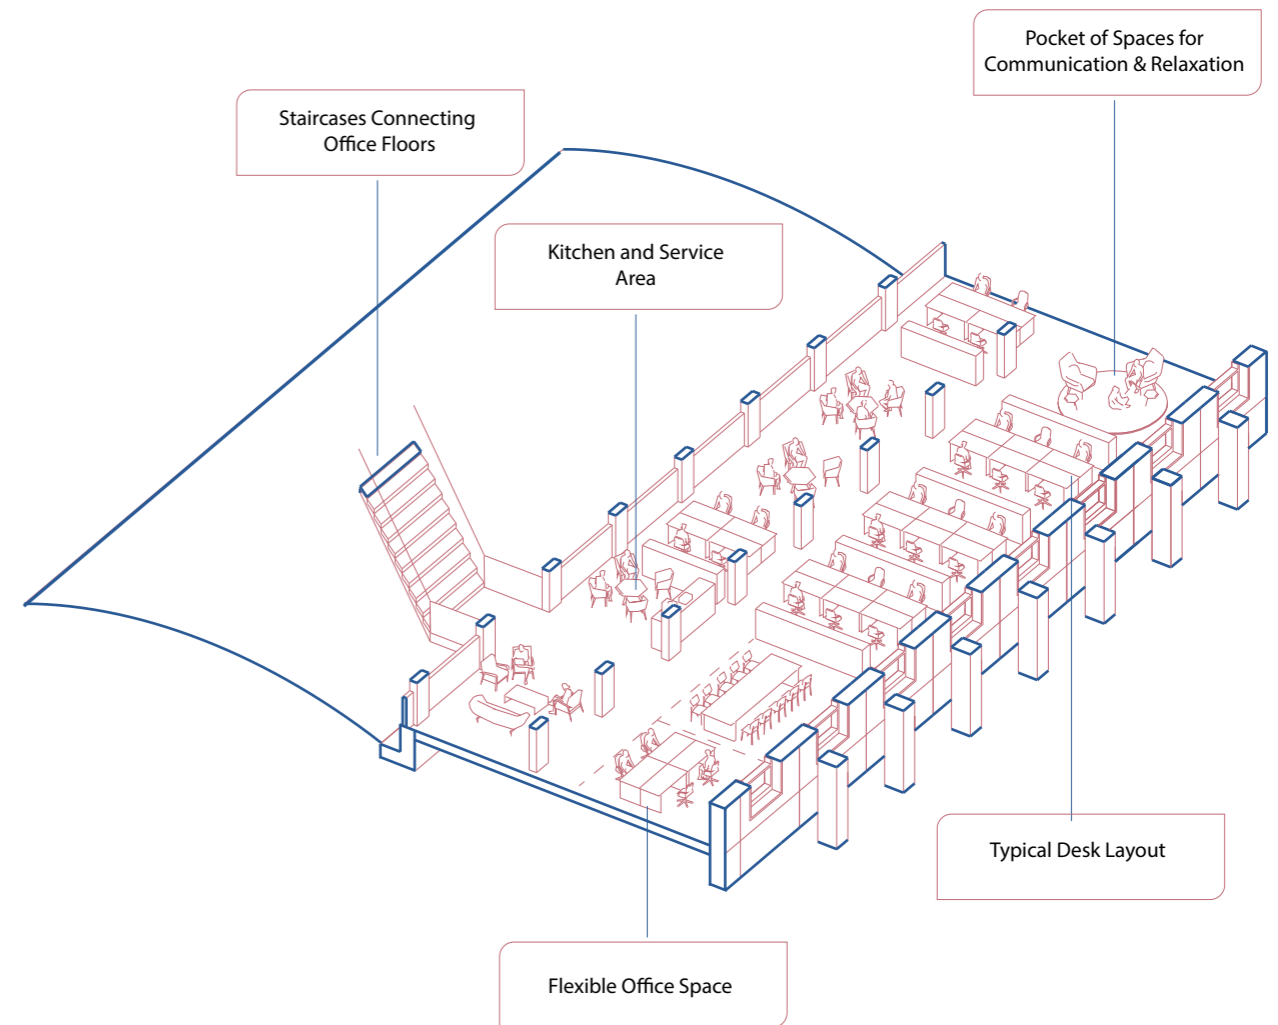 Pocket of Spaces for
Communication & Relaxation
Staircases Connecting
Office Floors
Kitchen and Service
Area
Typical Desk Layout
Flexible Office Space